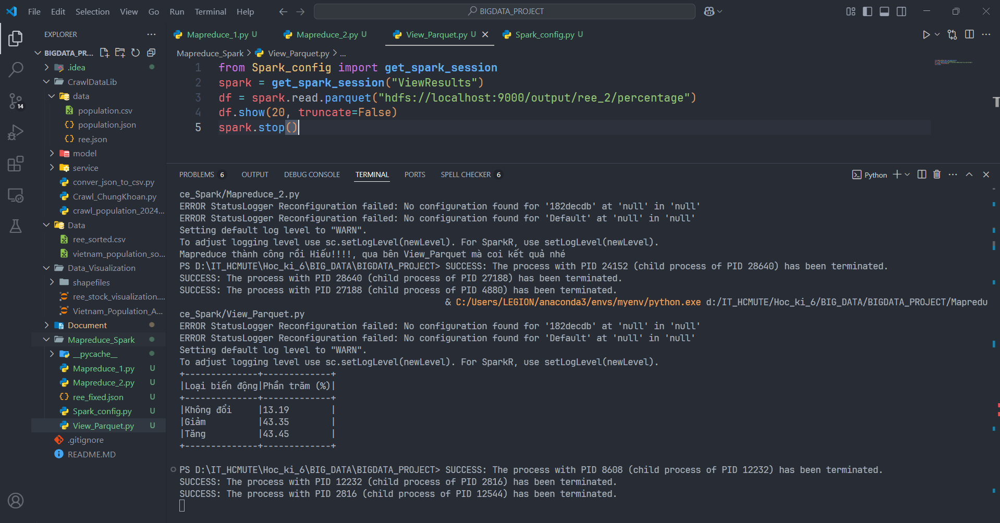 File Edit Selection View Go Run Terminal Help
BIGDATA_PROJECT
EXPLORER
BIGDATA_PR...
.idea
CrawlDataLib
data
population.csv
population.json
ree.json
model
service
conver_json_to_csv.py
Crawl_ChungKhoan.py
crawl_population_2024...
Data
ree_sorted.csv
vietnam_population_so...
Data_Visualization
shapefiles
ree_stock_visualization....
Vietnam_Population_A...
Document
Mapreduce_Spark
__pycache__
Mapreduce_1.py U
Mapreduce_2.py U
ree_fixed.json U
Spark_config.py U
View_Parquet.py U
.gitignore
README.MD
14
Mapreduce_1.py U Mapreduce_2.py U View_Parquet.py U Spark_config.py U
Mapreduce_Spark > View_Parquet.py > ...
1 from Spark_config import get_spark_session
2 spark = get_spark_session("ViewResults")
3 df = spark.read.parquet("hdfs://localhost:9000/output/ree_2/percentage")
4 df.show(20, truncate=False)
5 spark.stop()
PROBLEMS 6 OUTPUT DEBUG CONSOLE TERMINAL PORTS SPELL CHECKER 6 Python
ce_Spark/Mapreduce_2.py
ERROR StatusLogger Reconfiguration failed: No configuration found for '182decdb' at 'null' in 'null'
ERROR StatusLogger Reconfiguration failed: No configuration found for 'Default' at 'null' in 'null'
Setting default log level to "WARN".
To adjust logging level use sc.setLogLevel(newLevel). For SparkR, use setLogLevel(newLevel).
Mapreduce thành công rồi Hiếu!!!!, qua bên View_Parquet mà coi kết quả nhé
PS D:\IT_HCMUTE\Hoc_ki_6\BIG_DATA\BIGDATA_PROJECT> SUCCESS: The process with PID 24152 (child process of PID 28640) has been terminated.
SUCCESS: The process with PID 28640 (child process of PID 27188) has been terminated.
SUCCESS: The process with PID 27188 (child process of PID 4880) has been terminated.
& C:/Users/LEGION/anaconda3/envs/myenv/python.exe d:/IT_HCMUTE/Hoc_ki_6/BIG_DATA/BIGDATA_PROJECT/Mapredu
ce_Spark/View_Parquet.py
ERROR StatusLogger Reconfiguration failed: No configuration found for '182decdb' at 'null' in 'null'
ERROR StatusLogger Reconfiguration failed: No configuration found for 'Default' at 'null' in 'null'
Setting default log level to "WARN".
To adjust logging level use sc.setLogLevel(newLevel). For SparkR, use setLogLevel(newLevel).
+--------------+-------------+
|Loại biến động|Phần trăm (%)|
+--------------+-------------+
|Không đổi     |13.19        |
|Giảm          |43.35        |
|Tăng          |43.45        |
+--------------+-------------+
PS D:\IT_HCMUTE\Hoc_ki_6\BIG_DATA\BIGDATA_PROJECT> SUCCESS: The process with PID 8608 (child process of PID 12232) has been terminated.
SUCCESS: The process with PID 12232 (child process of PID 2816) has been terminated.
SUCCESS: The process with PID 2816 (child process of PID 12544) has been terminated.